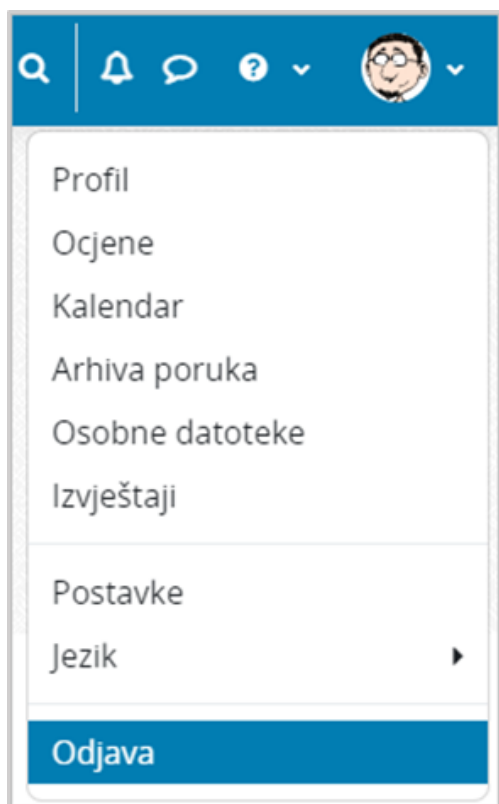 Profil
Ocjene
Kalendar
Arhiva poruka
Osobne datoteke
Izvještaji
Postavke
Jezik
Odjava